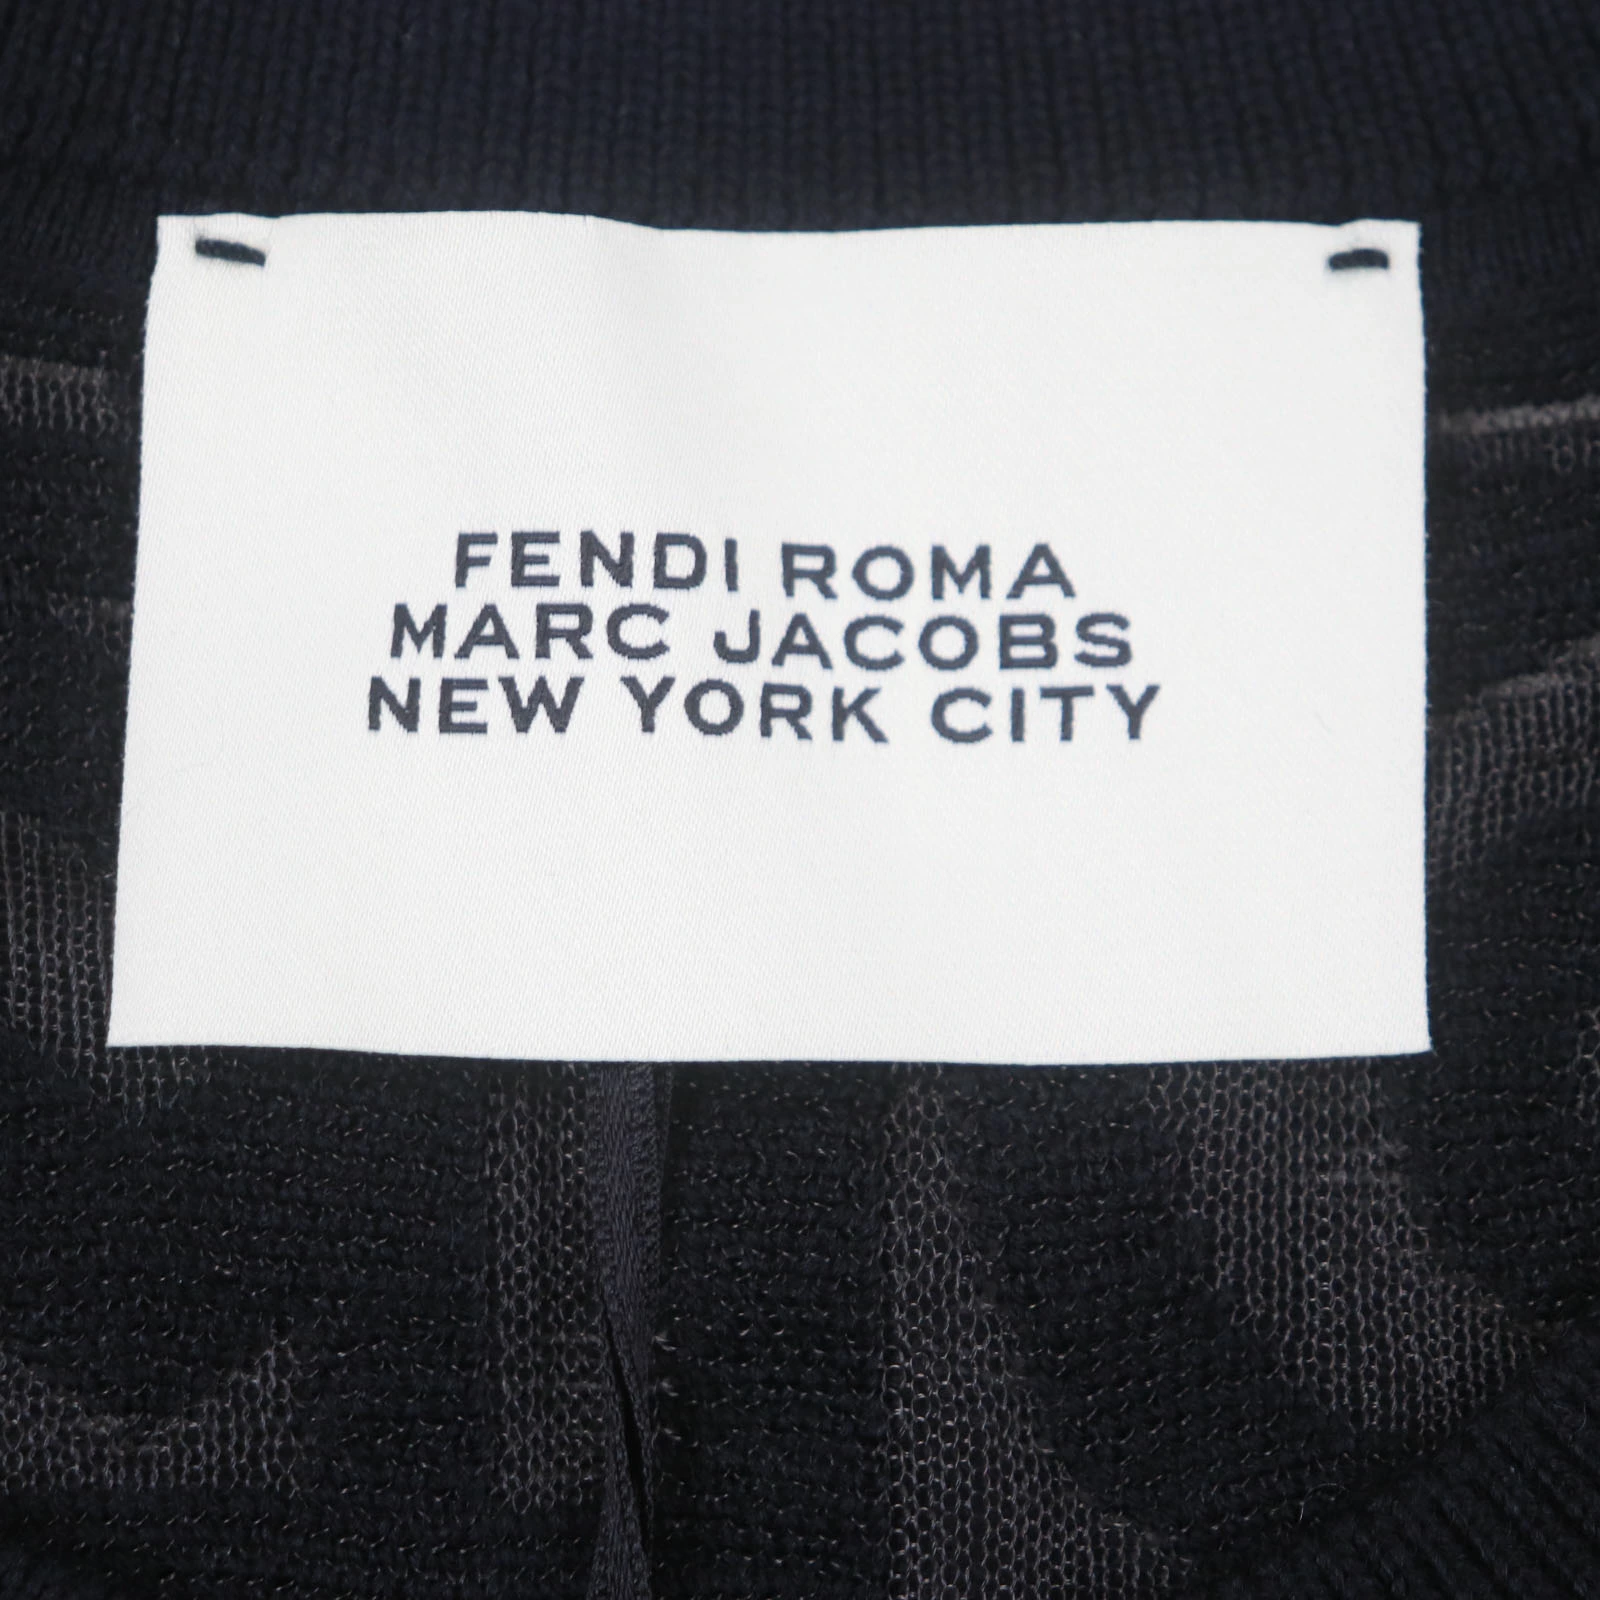 FENDI ROMA
MARC JACOBS
NEW YORK CITY